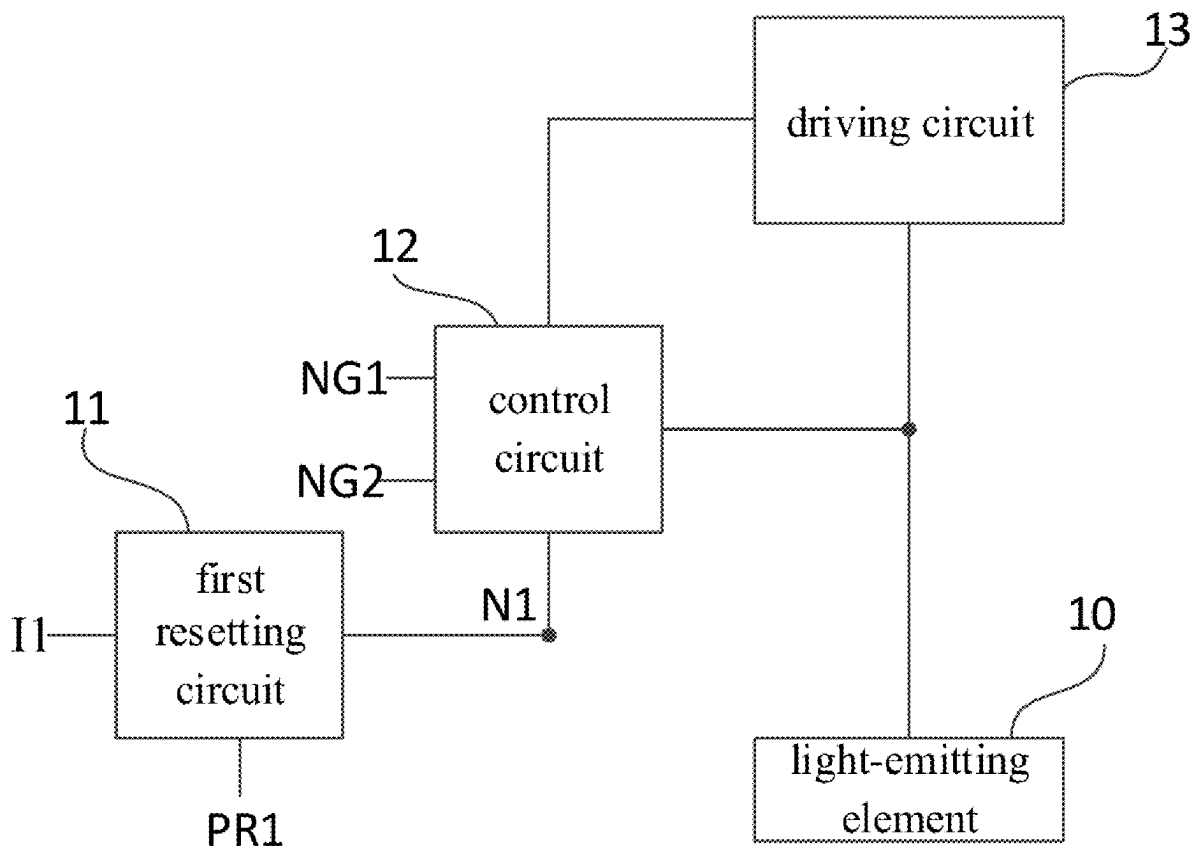 13
driving circuit
12
NG1
control
circuit
11
NG2
first
resetting
circuit
N1
I1
10
light-emitting
element
PR1